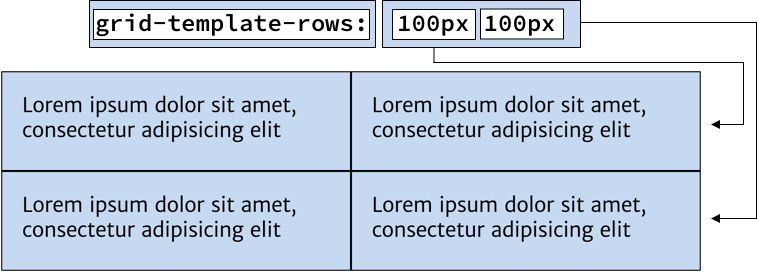 grid-template-rows: 100px 100px
Lorem ipsum dolor sit amet,
consectetur adipisicing elit
Lorem ipsum dolor sit amet,
consectetur adipisicing elit
Lorem ipsum dolor sit amet,
consectetur adipisicing elit
Lorem ipsum dolor sit amet,
consectetur adipisicing elit